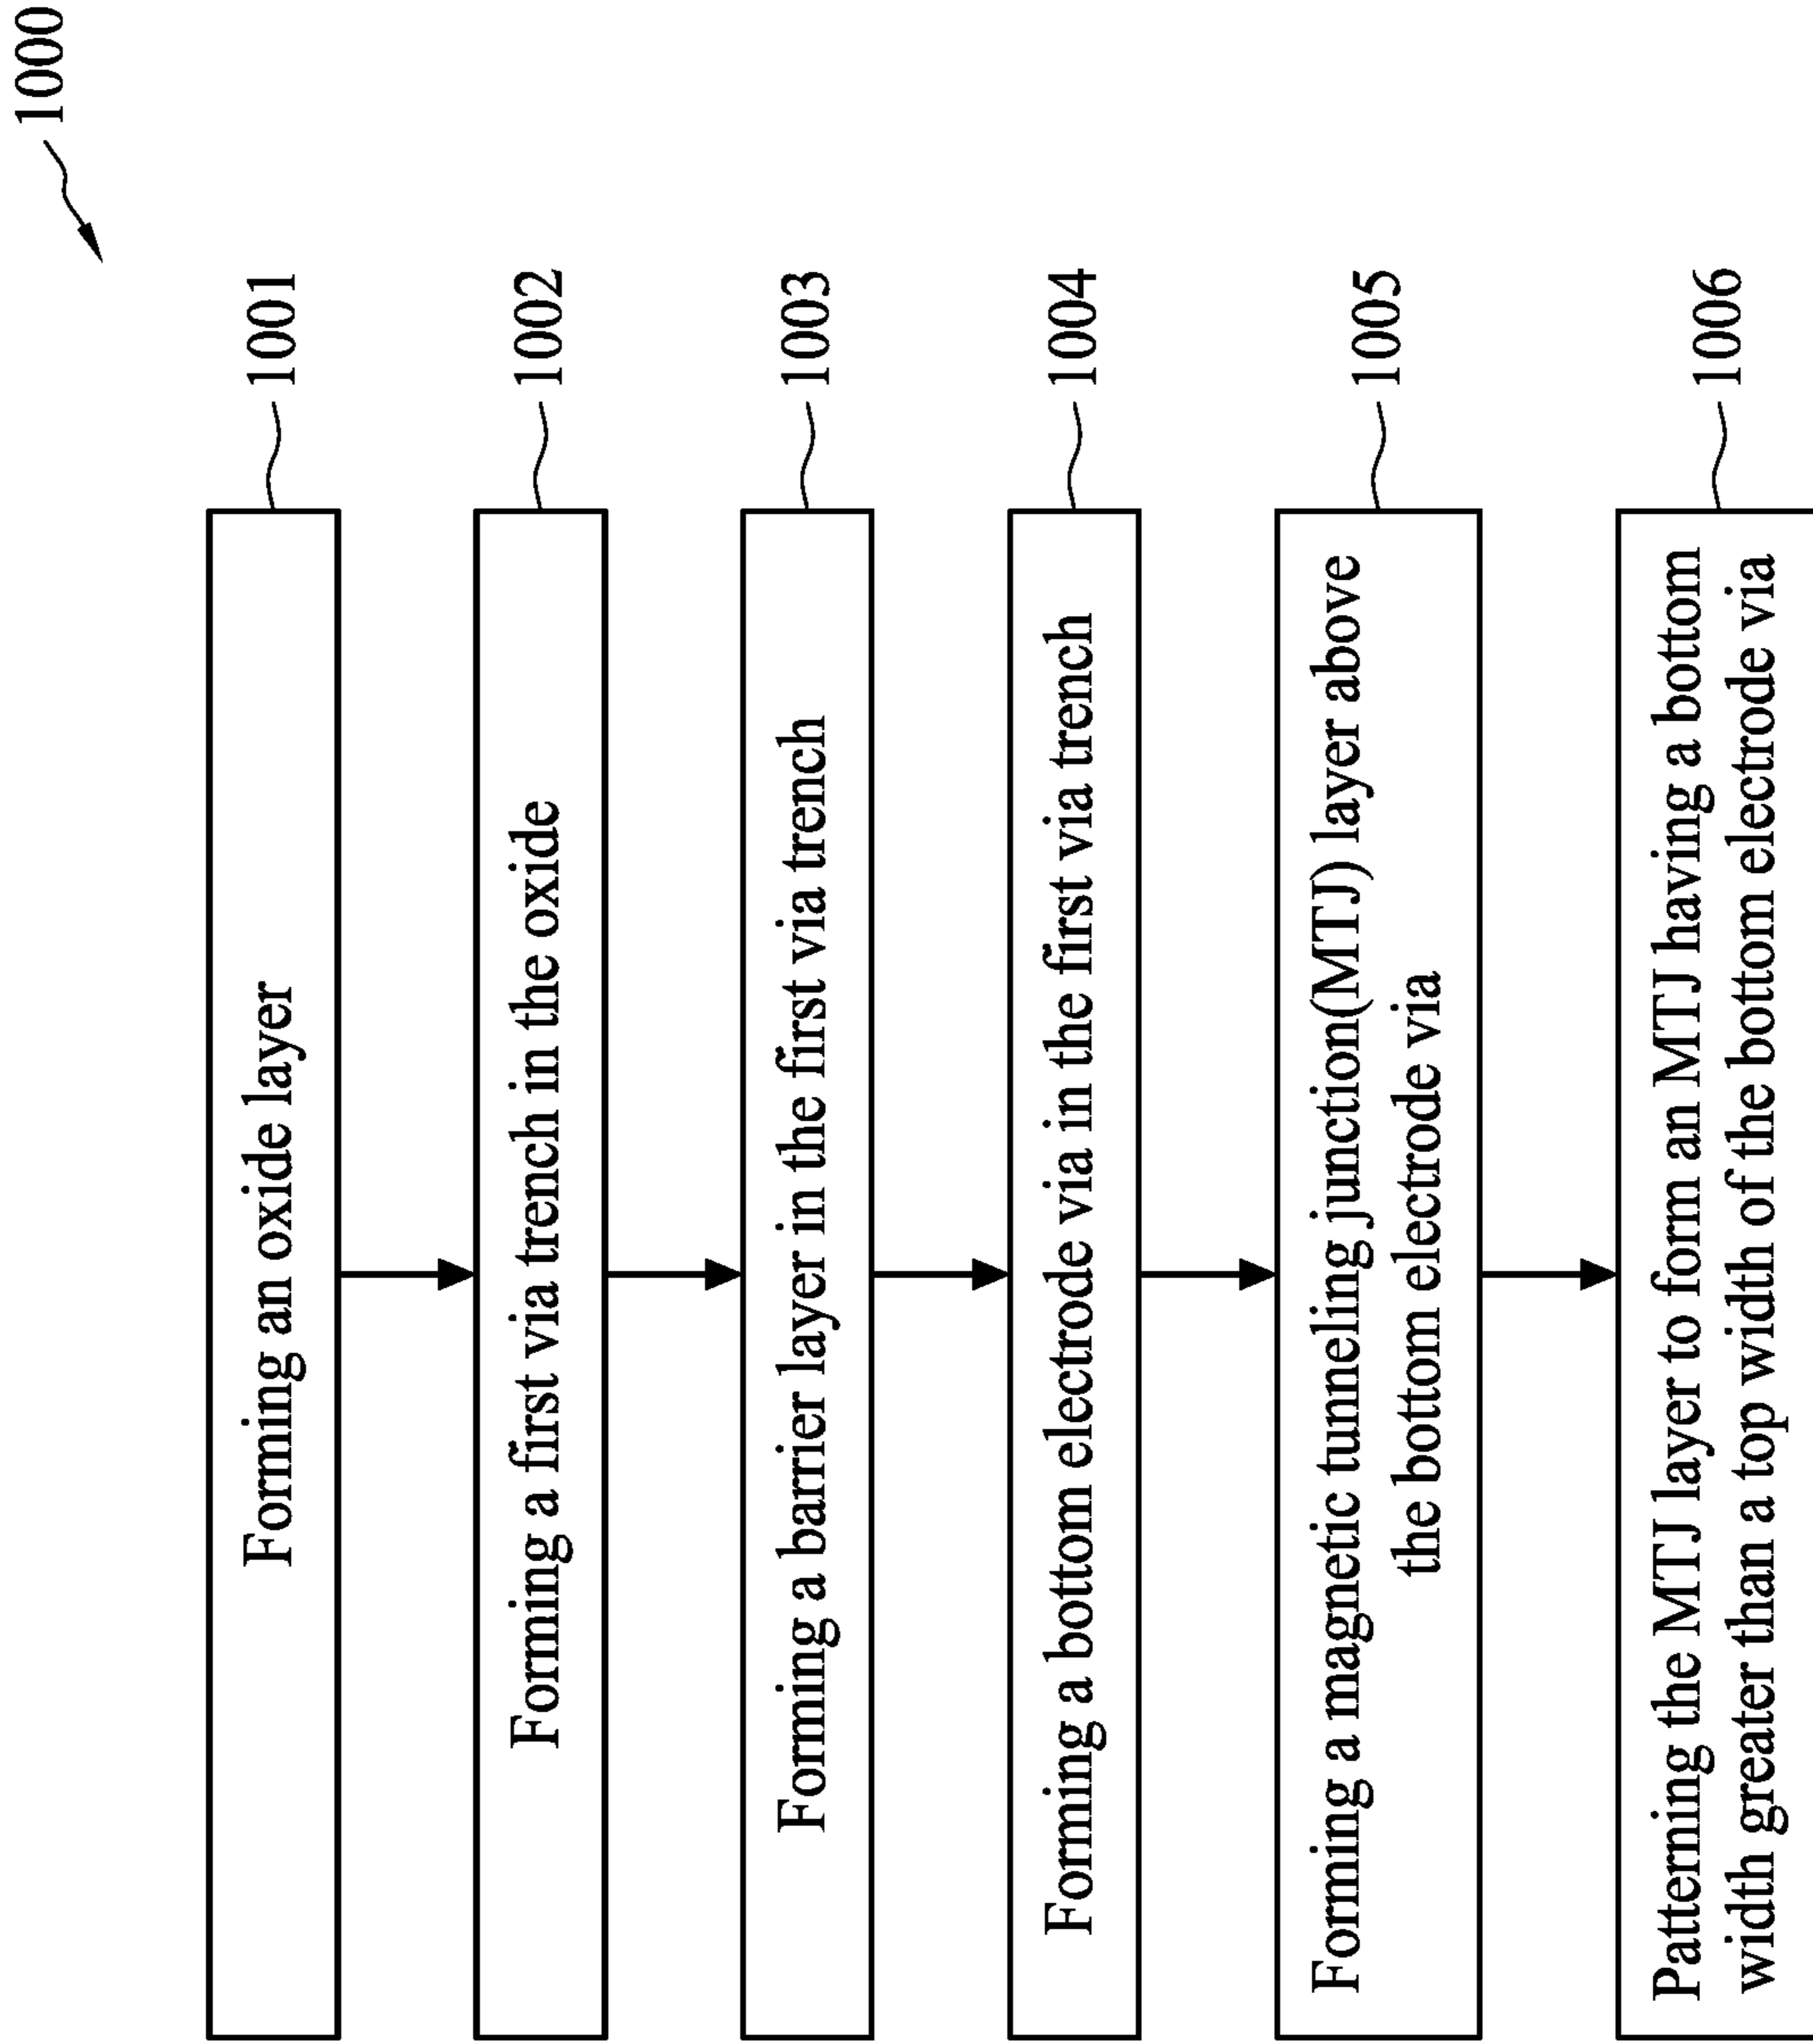 1000
Forming an oxide layer
1001
Forming a first via trench in the oxide
1002
Forming a barrier layer in the first via trench
1003
Forming a bottom electrode via in the first via trench
1004
Forming a magnetic tunneling junction(MTJ) layer above
the bottom electrode via
1005
Patterning the MTJ layer to form an MTJ having a bottom
width greater than a top width of the bottom electrode via
1006